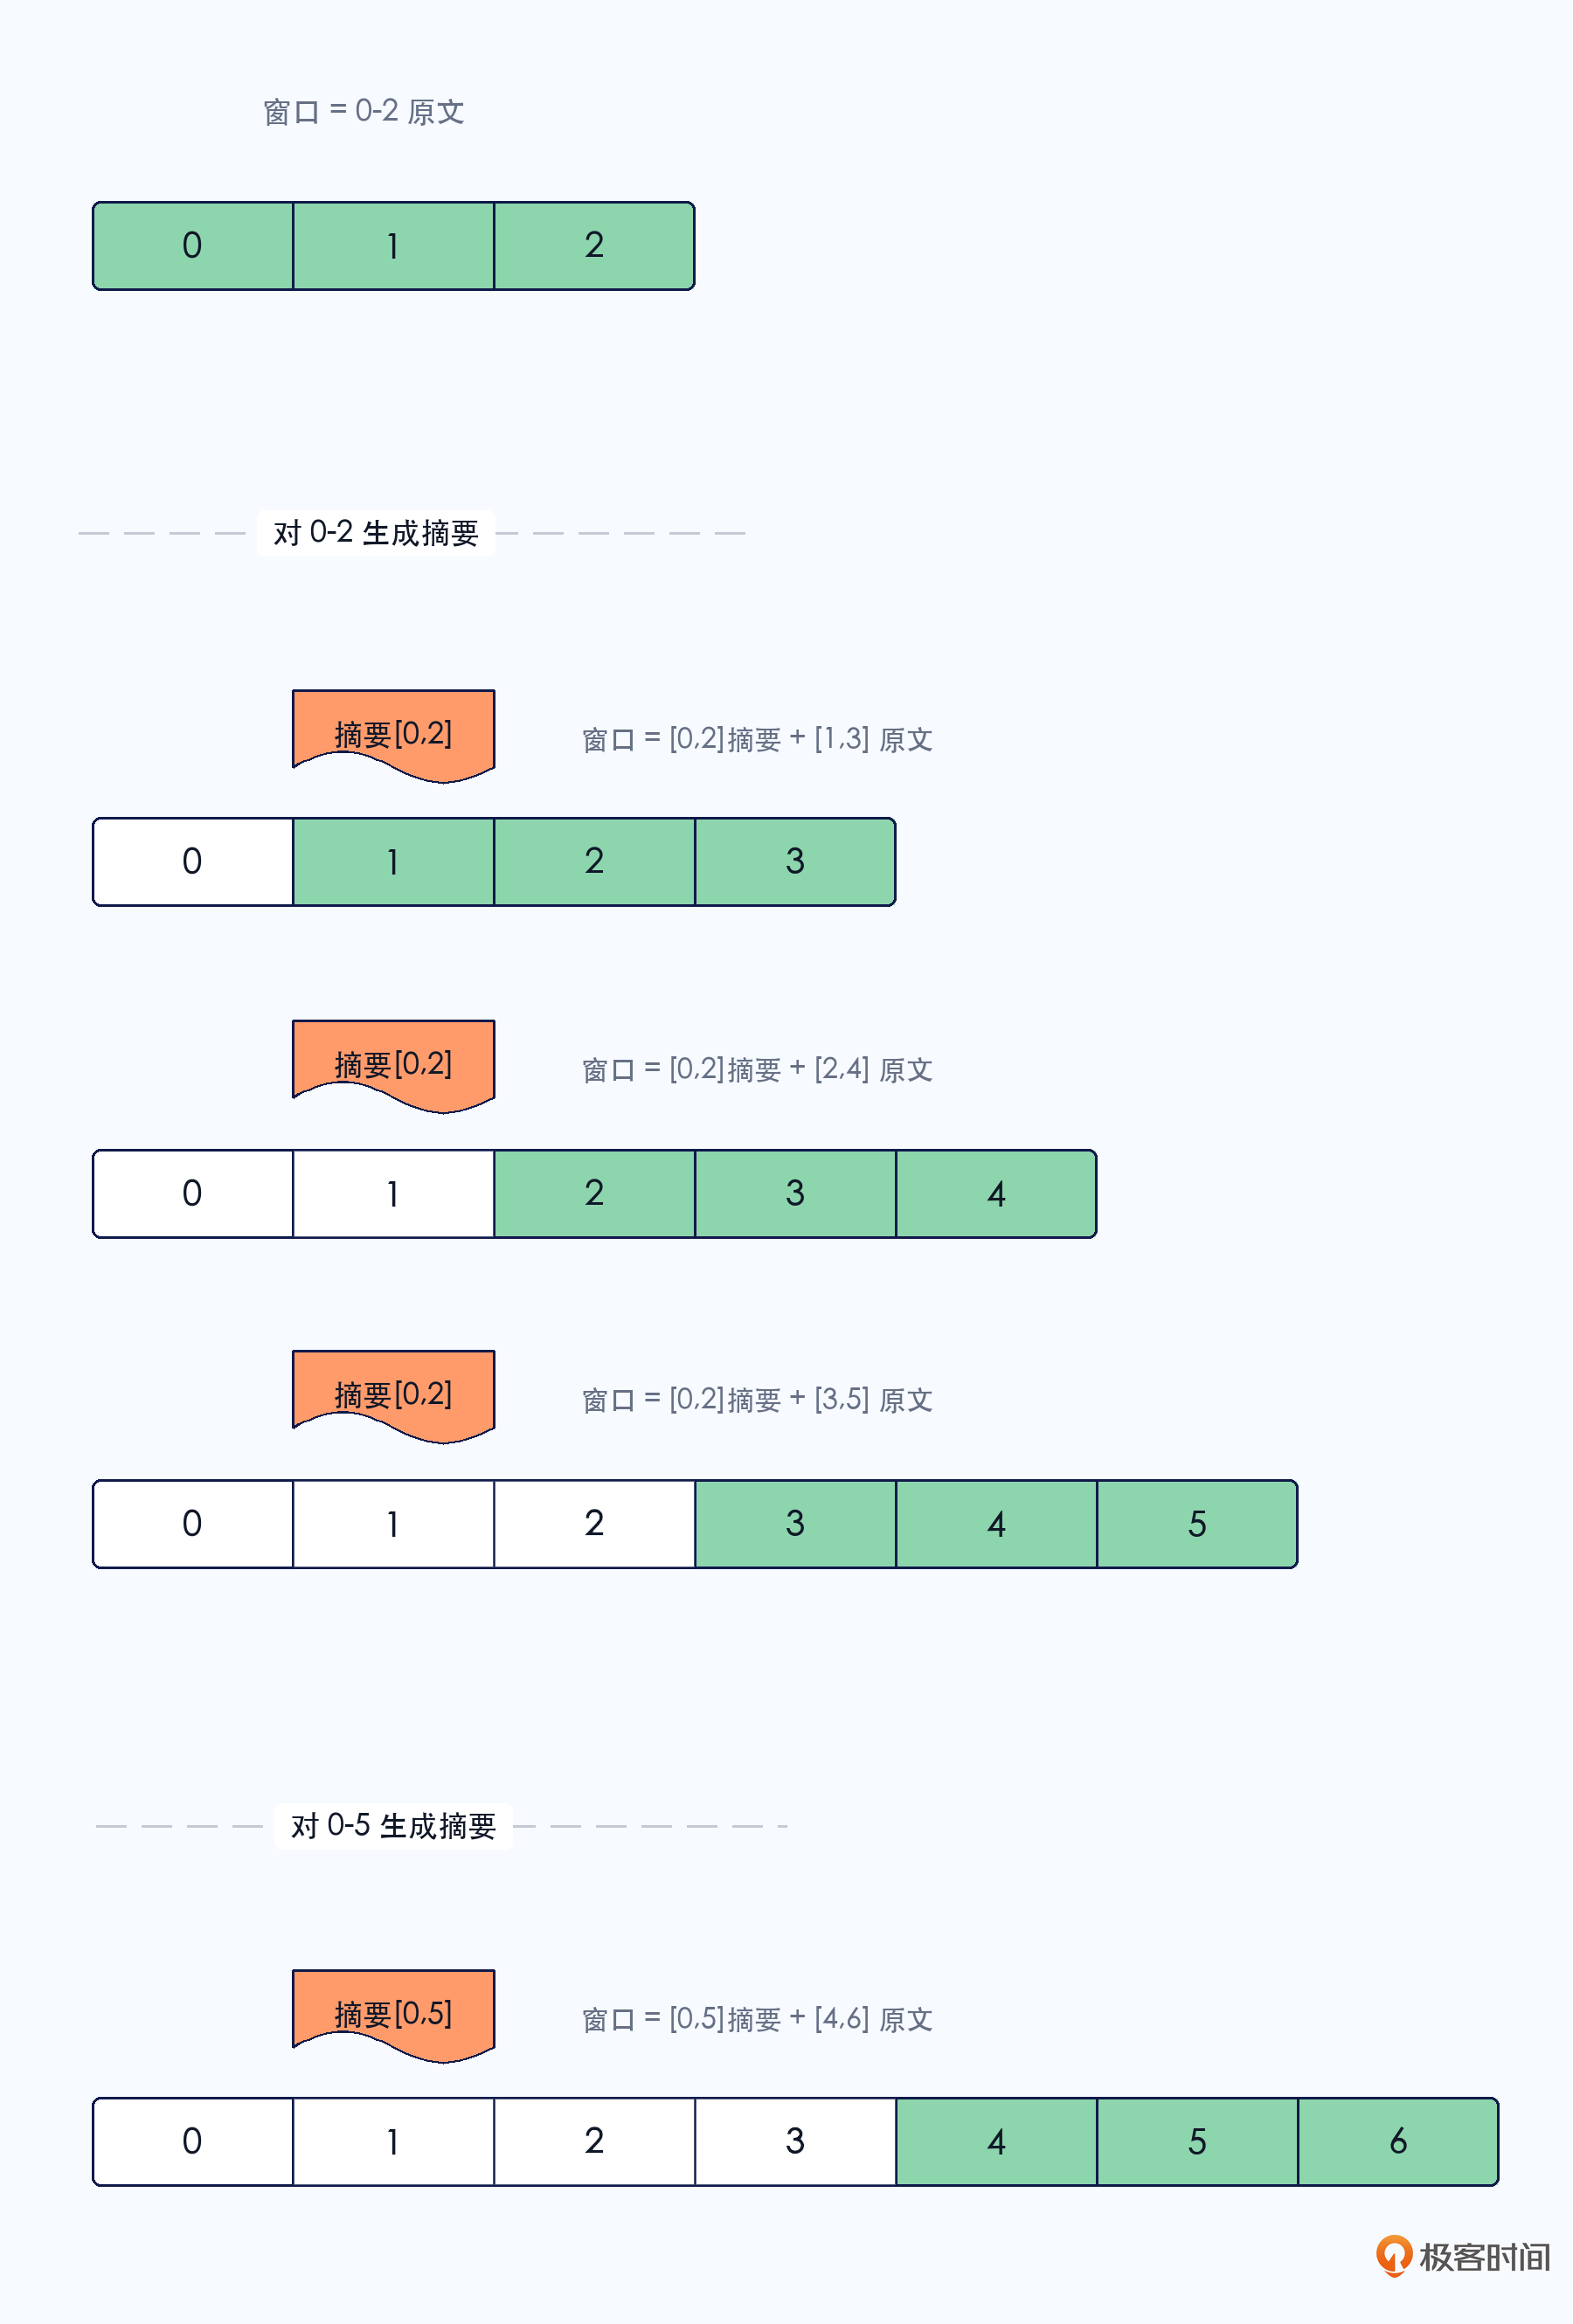 窗口 = 0-2 原文
0 1 2
对 0-2 生成摘要
摘要[0,2]
窗口 = [0,2]摘要 + [1,3] 原文
0 1 2 3
摘要[0,2]
窗口 = [0,2]摘要 + [2,4] 原文
0 1 2 3 4
摘要[0,2]
窗口 = [0,2]摘要 + [3,5] 原文
0 1 2 3 4 5
对 0-5 生成摘要
摘要[0,5]
窗口 = [0,5]摘要 + [4,6] 原文
0 1 2 3 4 5 6
极客时间